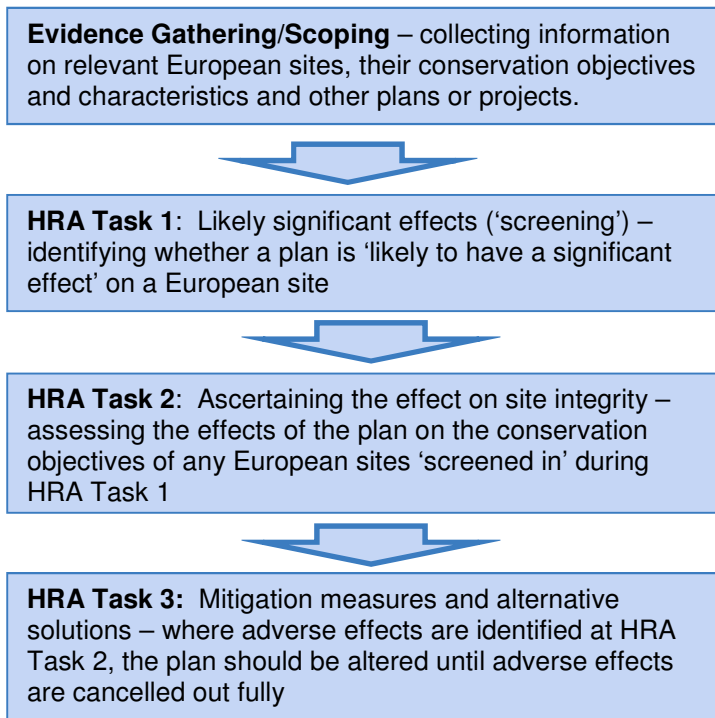 Evidence Gathering/Scoping – collecting information
on relevant European sites, their conservation objectives
and characteristics and other plans or projects.
HRA Task 1:  Likely significant effects (‘screening’) –
identifying whether a plan is ‘likely to have a significant
effect’ on a European site
HRA Task 2:  Ascertaining the effect on site integrity –
assessing the effects of the plan on the conservation
objectives of any European sites ‘screened in’ during
HRA Task 1
HRA Task 3:  Mitigation measures and alternative
solutions – where adverse effects are identified at HRA
Task 2, the plan should be altered until adverse effects
are cancelled out fully